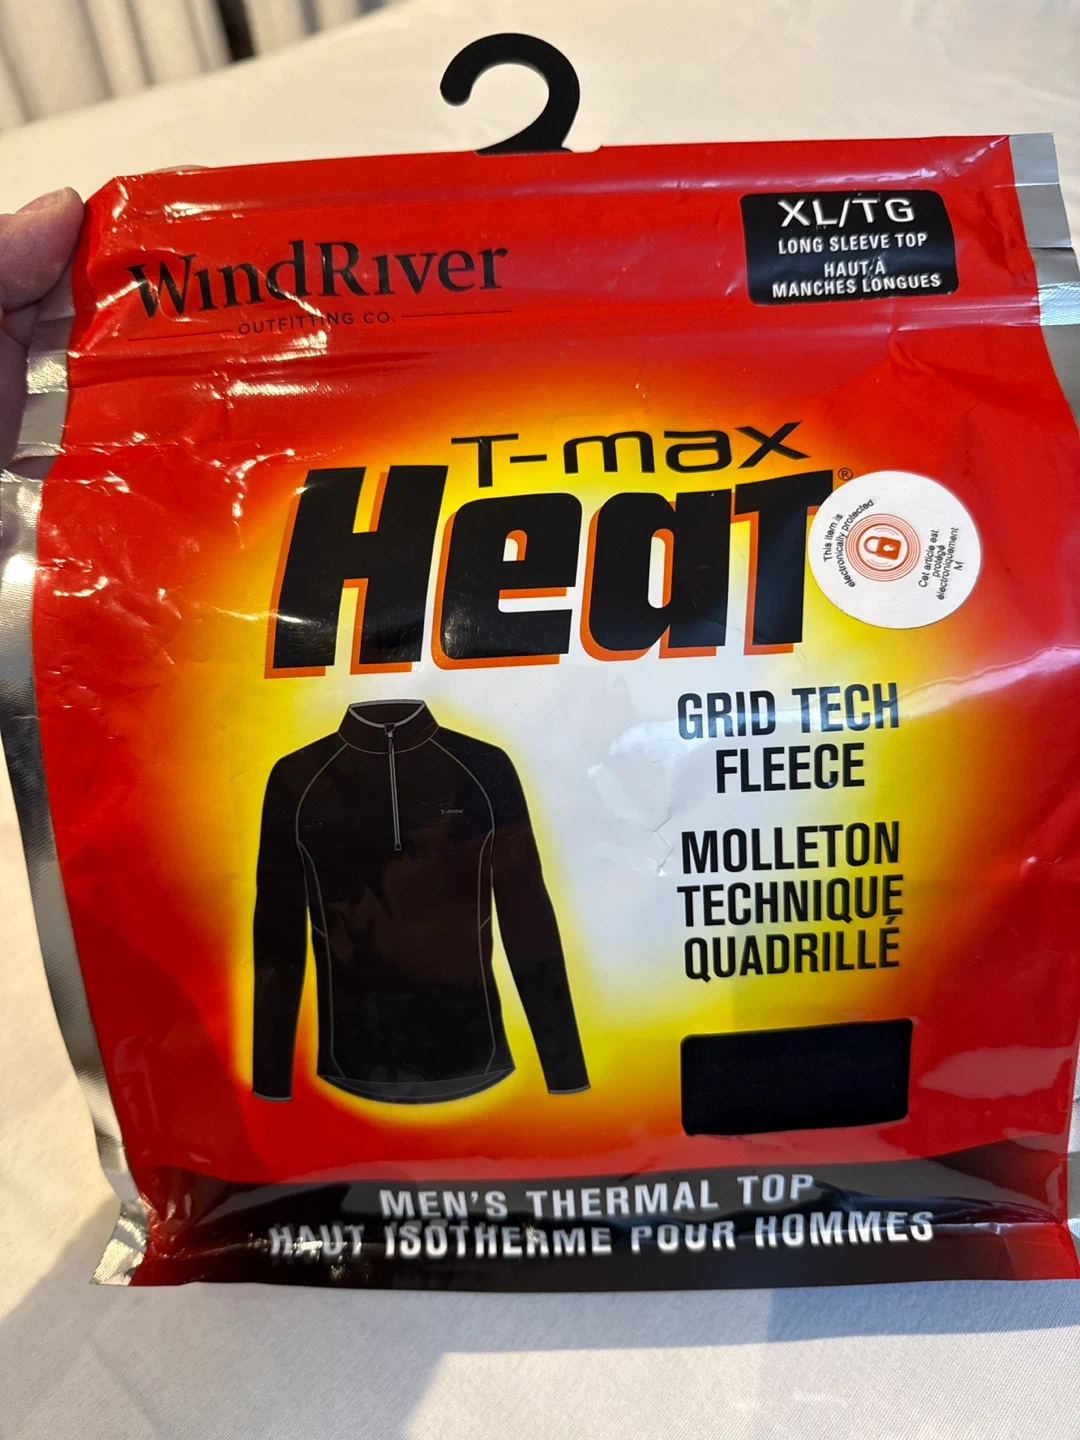 WindRiver
OUTFITTING CO.
XL/TG
LONG SLEEVE TOP
HAUT À
MANCHES LONGUES
T-max
Heat®
This item is
electronically protected
Cet article est
protégé
électroniquement
M
GRID TECH
FLEECE
MOLLETON
TECHNIQUE
QUADRILLÉ
T-max
MEN'S THERMAL TOP
HAUT ISOTHERME POUR HOMMES